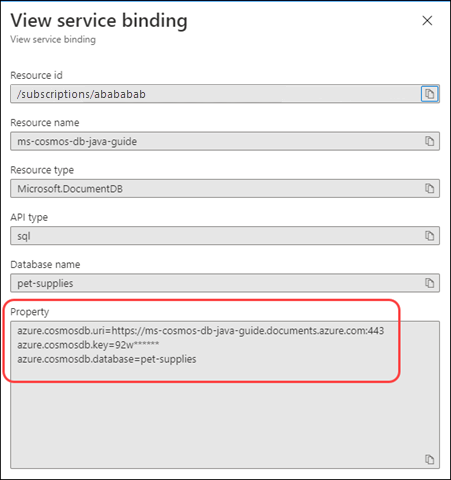 View service binding
View service binding
Resource id
/subscriptions/abababab
Resource name
ms-cosmos-db-java-guide
Resource type
Microsoft.DocumentDB
API type
sql
Database name
pet-supplies
Property
azure.cosmosdb.uri=https://ms-cosmos-db-java-guide.documents.azure.com:443
azure.cosmosdb.key=92w******
azure.cosmosdb.database=pet-supplies